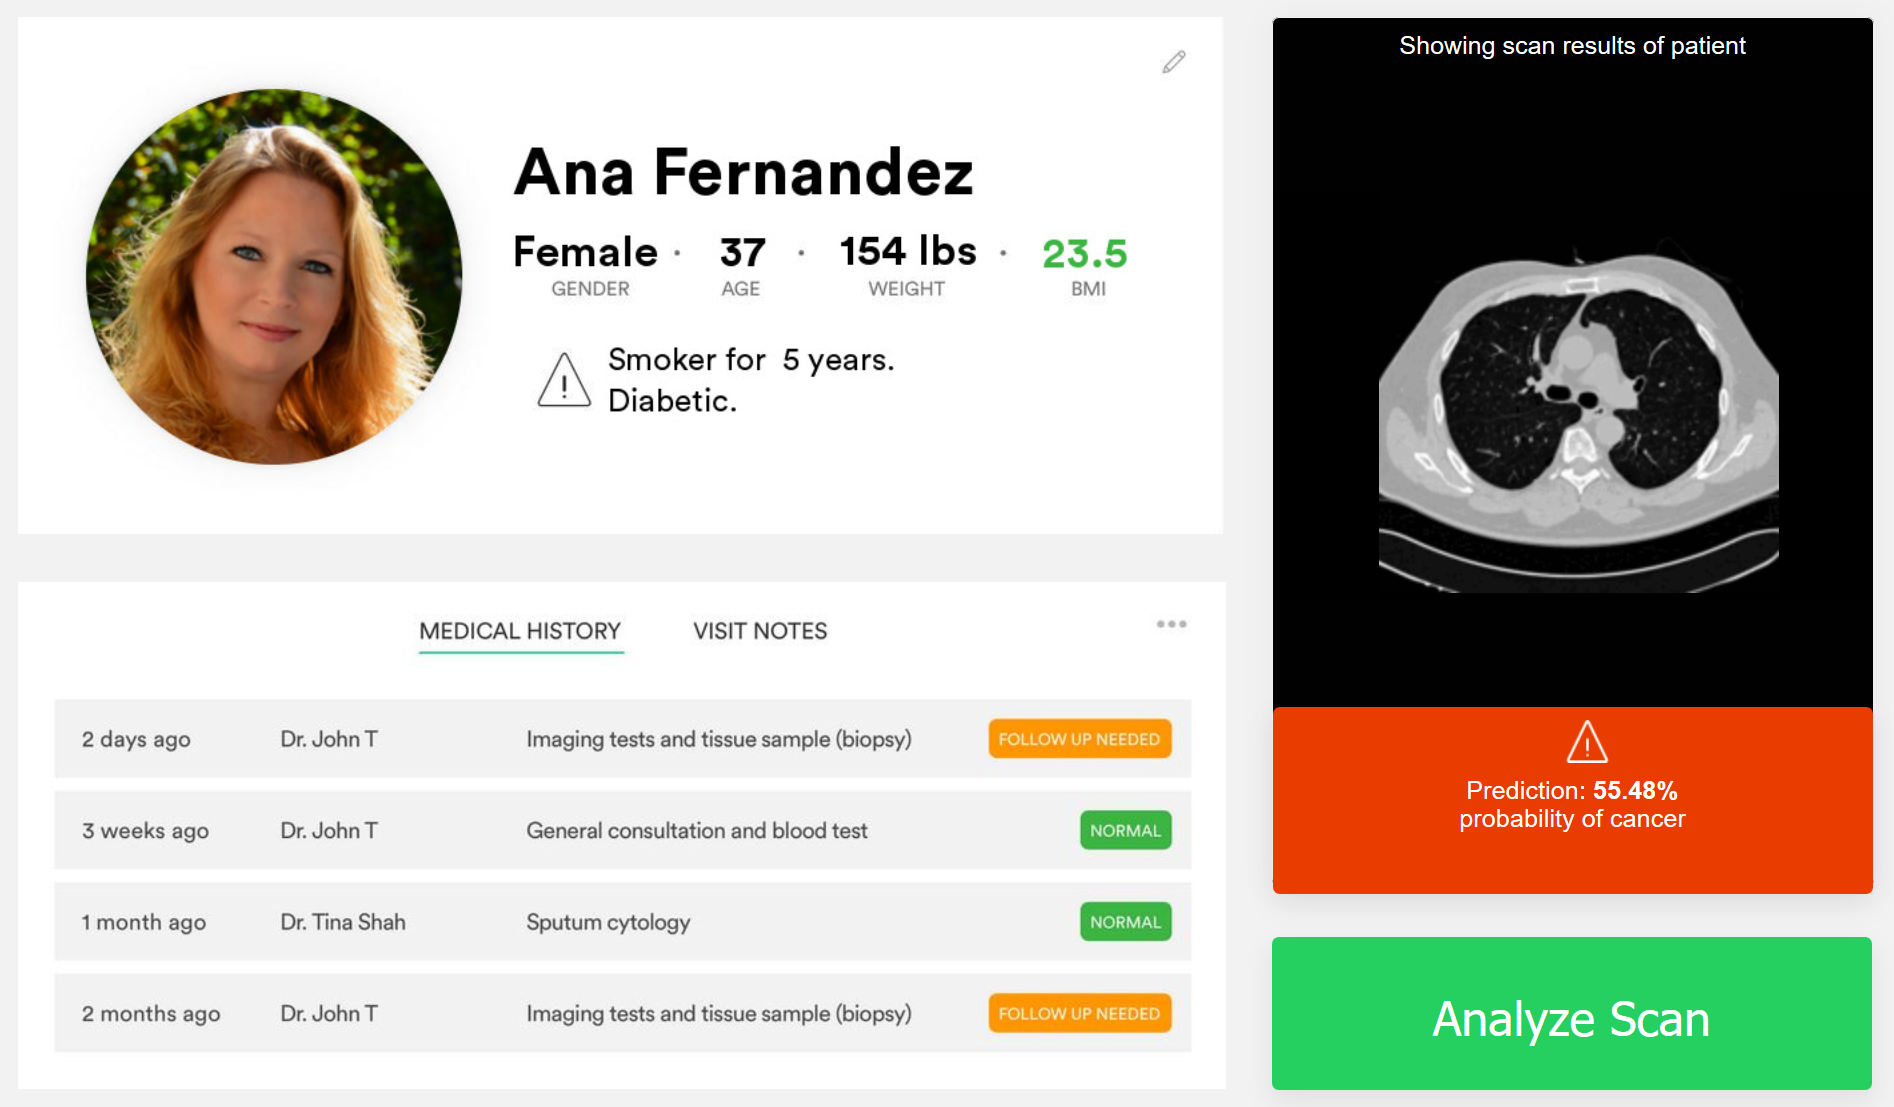 Ana Fernandez
Female · 37 · 154 lbs · 23.5
GENDER AGE WEIGHT BMI
Smoker for 5 years.
Diabetic.
MEDICAL HISTORY VISIT NOTES
2 days ago Dr. John T Imaging tests and tissue sample (biopsy) FOLLOW UP NEEDED
3 weeks ago Dr. John T General consultation and blood test NORMAL
1 month ago Dr. Tina Shah Sputum cytology NORMAL
2 months ago Dr. John T Imaging tests and tissue sample (biopsy) FOLLOW UP NEEDED
Showing scan results of patient
Prediction: 55.48%
probability of cancer
Analyze Scan